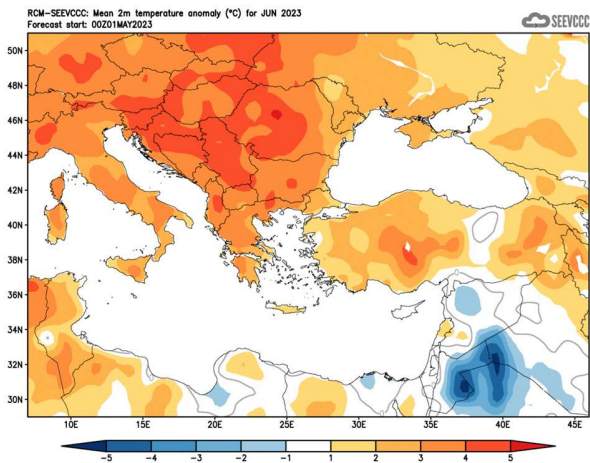 RCM-SEEVCCC: Mean 2m temperature anomaly (°C) for JUN 2023
Forecast start: 00Z01MAY2023
SEEVCCC
50N
48N
46N
44N
42N
40N
38N
36N
34N
32N
30N
10E 15E 20E 25E 30E 35E 40E 45E
-5 -4 -3 -2 -1 1 2 3 4 5